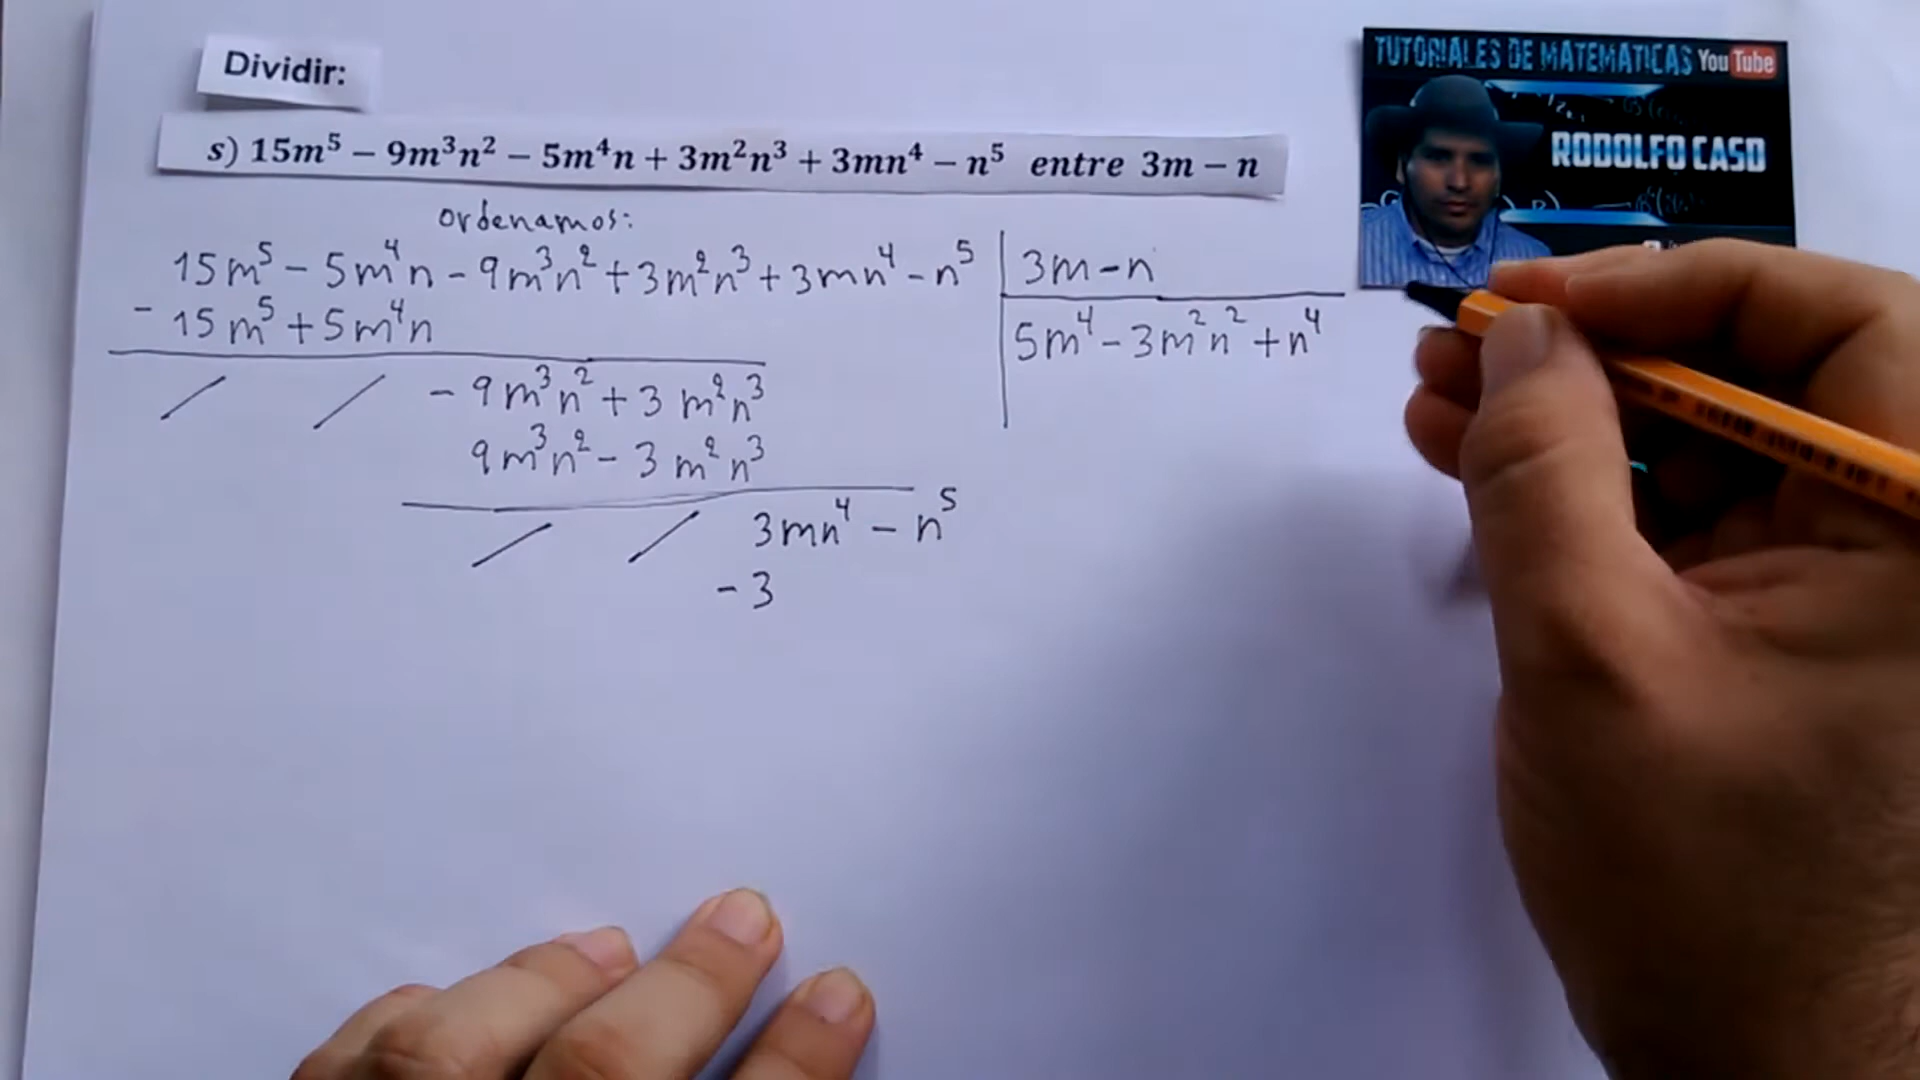 Dividir:
s) 15m⁵ − 9m³n² − 5m⁴n + 3m²n³ + 3mn⁴ − n⁵ entre 3m − n
ordenamos:
15m⁵ − 5m⁴n − 9m³n² + 3m²n³ + 3mn⁴ − n⁵ | 3m − n
− 15m⁵ + 5m⁴n
5m⁴ − 3m²n² + n⁴
− 9m³n² + 3m²n³
9m³n² − 3m²n³
3mn⁴ − n⁵
− 3
TUTORIALES DE MATEMATICAS YouTube
RODOLFO CASO